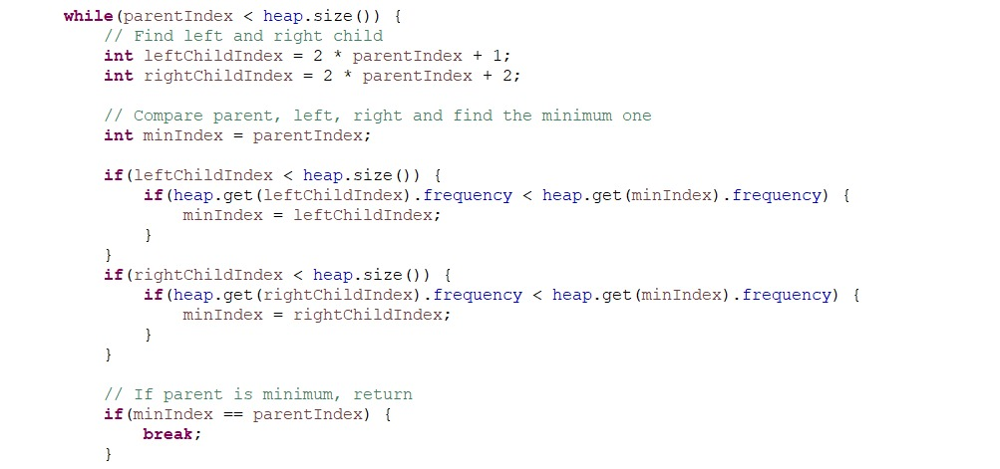 while(parentIndex < heap.size()) {
    // Find left and right child
    int leftChildIndex = 2 * parentIndex + 1;
    int rightChildIndex = 2 * parentIndex + 2;

    // Compare parent, left, right and find the minimum one
    int minIndex = parentIndex;

    if(leftChildIndex < heap.size()) {
        if(heap.get(leftChildIndex).frequency < heap.get(minIndex).frequency) {
            minIndex = leftChildIndex;
        }
    }
    if(rightChildIndex < heap.size()) {
        if(heap.get(rightChildIndex).frequency < heap.get(minIndex).frequency) {
            minIndex = rightChildIndex;
        }
    }

    // If parent is minimum, return
    if(minIndex == parentIndex) {
        break;
    }